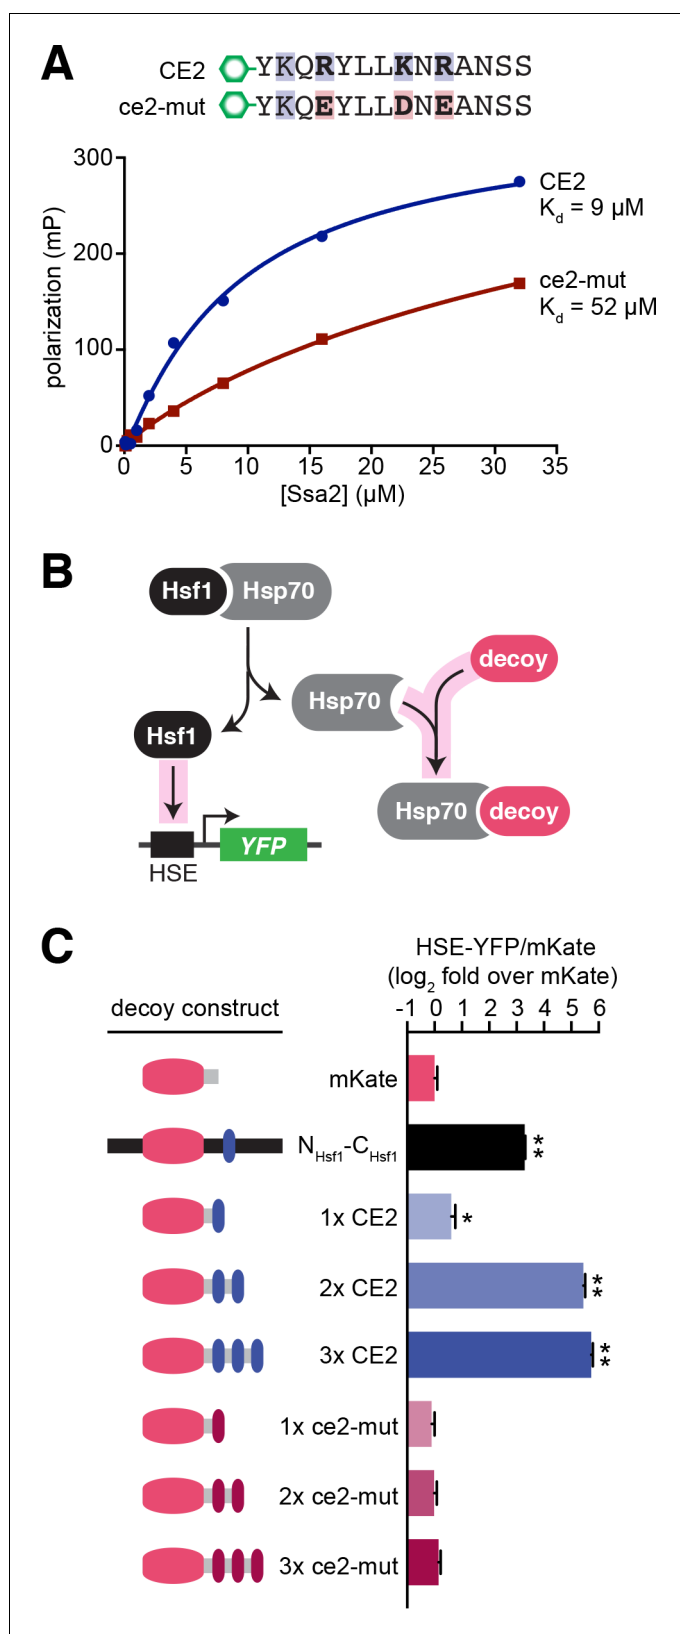 A
CE2 YKQRYLLKNRANSS
ce2-mut YKQEYLLDNEANSS
polarization (mP)
300
200
100
0
CE2
Kd = 9 µM
ce2-mut
Kd = 52 µM
0 5 10 15 20 25 30 35
[Ssa2] (µM)
B
Hsf1 Hsp70
decoy
Hsp70
Hsf1
Hsp70 decoy
YFP
HSE
C
HSE-YFP/mKate
(log2 fold over mKate)
decoy construct
-1 0 1 2 3 4 5 6
mKate
NHsf1-CHsf1 **
1x CE2 *
2x CE2 **
3x CE2 **
1x ce2-mut
2x ce2-mut
3x ce2-mut